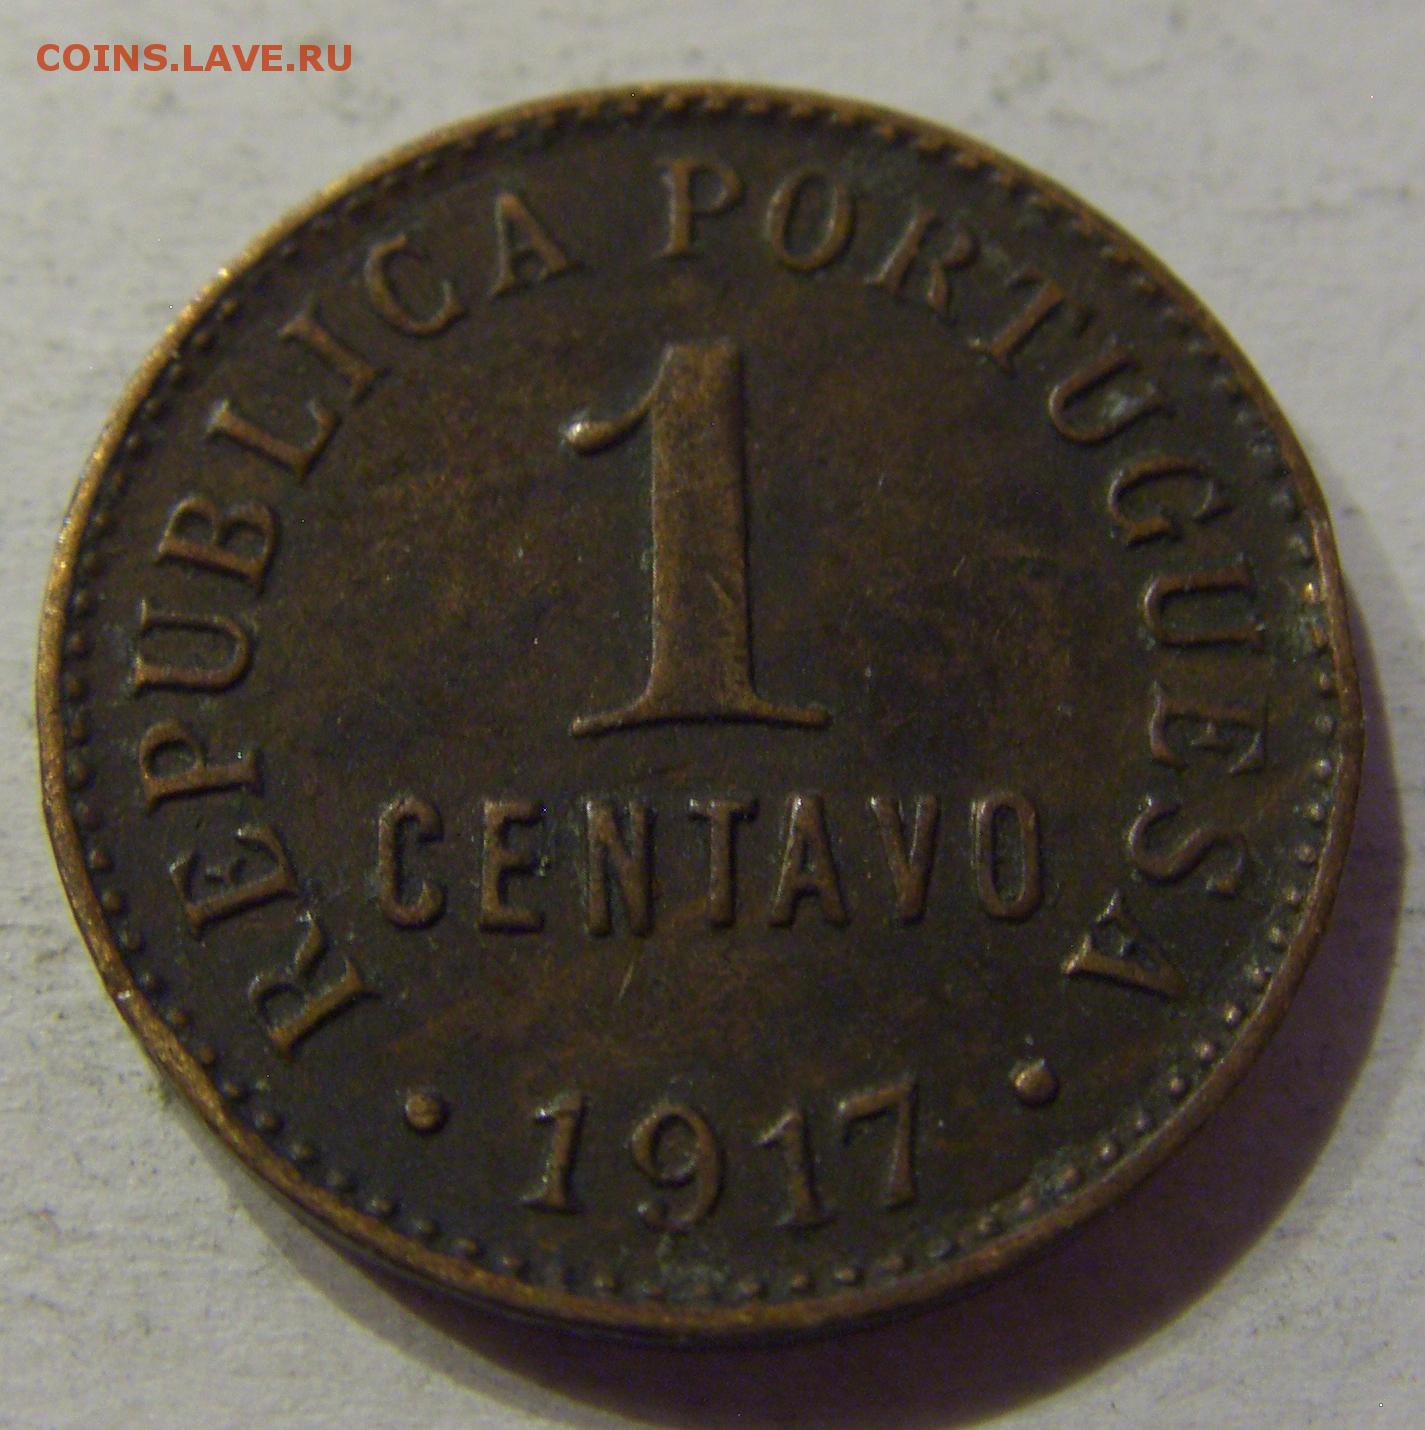 COINS.LAVE.RU
REPUBLICA PORTUGUESA
1
CENTAVO
• 1917 •